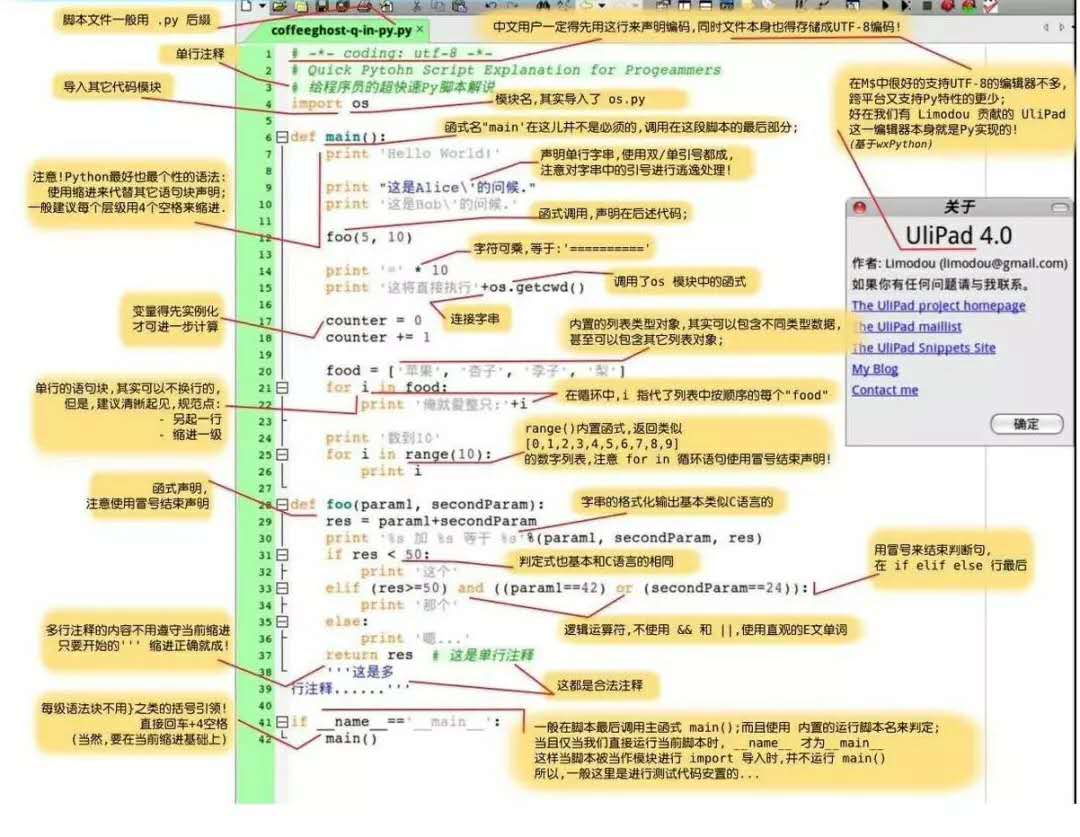 脚本文件一般用 .py 后缀
coffeeghost-q-in-py.py ×
中文用户一定得先用这行来声明编码,同时文件本身也得存储成UTF-8编码!
单行注释
导入其它代码模块
1 # -*- coding: utf-8 -*-
2 # Quick Pytohn Script Explanation for Progeammers
3 # 给程序员的超快速Py脚本解说
4 import os
模块名,其实导入了 os.py
在M$中很好的支持UTF-8的编辑器不多,
跨平台又支持Py特性的更少;
好在我们有 Limodou 贡献的 UliPad
这一编辑器本身就是Py实现的!
(基于wxPython)
5
6 def main():
函式名"main'在这儿并不是必须的,调用在这段脚本的最后部分;
7 print 'Hello World!'
8
声明单行字串,使用双/单引号都成,
注意对字串中的引号进行逃逸处理!
9 print "这是Alice\'的问候."
10 print '这是Bob\'的问候.'
注意!Python最好也最个性的语法:
使用缩进来代替其它语句块声明;
一般建议每个层级用4个空格来缩进.
11
函式调用,声明在后述代码;
12 foo(5, 10)
13
字符可乘,等于:'=========='
14 print '=' * 10
15 print '这将直接执行'+os.getcwd()
调用了os 模块中的函式
16
连接字串
变量得先实例化
才可进一步计算
17 counter = 0
18 counter += 1
内置的列表类型对象,其实可以包含不同类型数据,
甚至可以包含其它列表对象;
19
20 food = ['苹果', '杏子', '李子', '梨']
21 for i in food:
22 print '俺就爱整只:'+i
在循环中,i 指代了列表中按顺序的每个"food"
单行的语句块,其实可以不换行的,
但是,建议清晰起见,规范点:
- 另起一行
- 缩进一级
23
24 print '数到10'
25 for i in range(10):
26 print i
range()内置函式,返回类似
[0,1,2,3,4,5,6,7,8,9]
的数字列表,注意 for in 循环语句使用冒号结束声明!
27
函式声明,
注意使用冒号结束声明
28 def foo(param1, secondParam):
29 res = param1+secondParam
30 print '%s 加 %s 等于 %s'%(param1, secondParam, res)
字串的格式化输出基本类似C语言的
31 if res < 50:
32 print '这个'
判定式也基本和C语言的相同
33 elif (res>=50) and ((param1==42) or (secondParam==24)):
34 print '那个'
用冒号来结束判断句,
在 if elif else 行最后
35 else:
36 print '嗯...'
逻辑运算符,不使用 && 和 ||,使用直观的E文单词
37 return res # 这是单行注释
38 '''这是多
39 行注释......'''
多行注释的内容不用遵守当前缩进
只要开始的''' 缩进正确就成!
这都是合法注释
40
41 if __name__=='__main__':
42 main()
每级语法块不用}之类的括号引领!
直接回车+4空格
(当然,要在当前缩进基础上)
一般在脚本最后调用主函式 main();而且使用 内置的运行脚本名来判定;
当且仅当我们直接运行当前脚本时, __name__ 才为__main__
这样当脚本被当作模块进行 import 导入时,并不运行 main()
所以,一般这里是进行测试代码安置的...
关于
UliPad 4.0
作者: Limodou (limodou@gmail.com)
如果你有任何问题请与我联系。
The UliPad project homepage
The UliPad maillist
The UliPad Snippets Site
My Blog
Contact me
确定